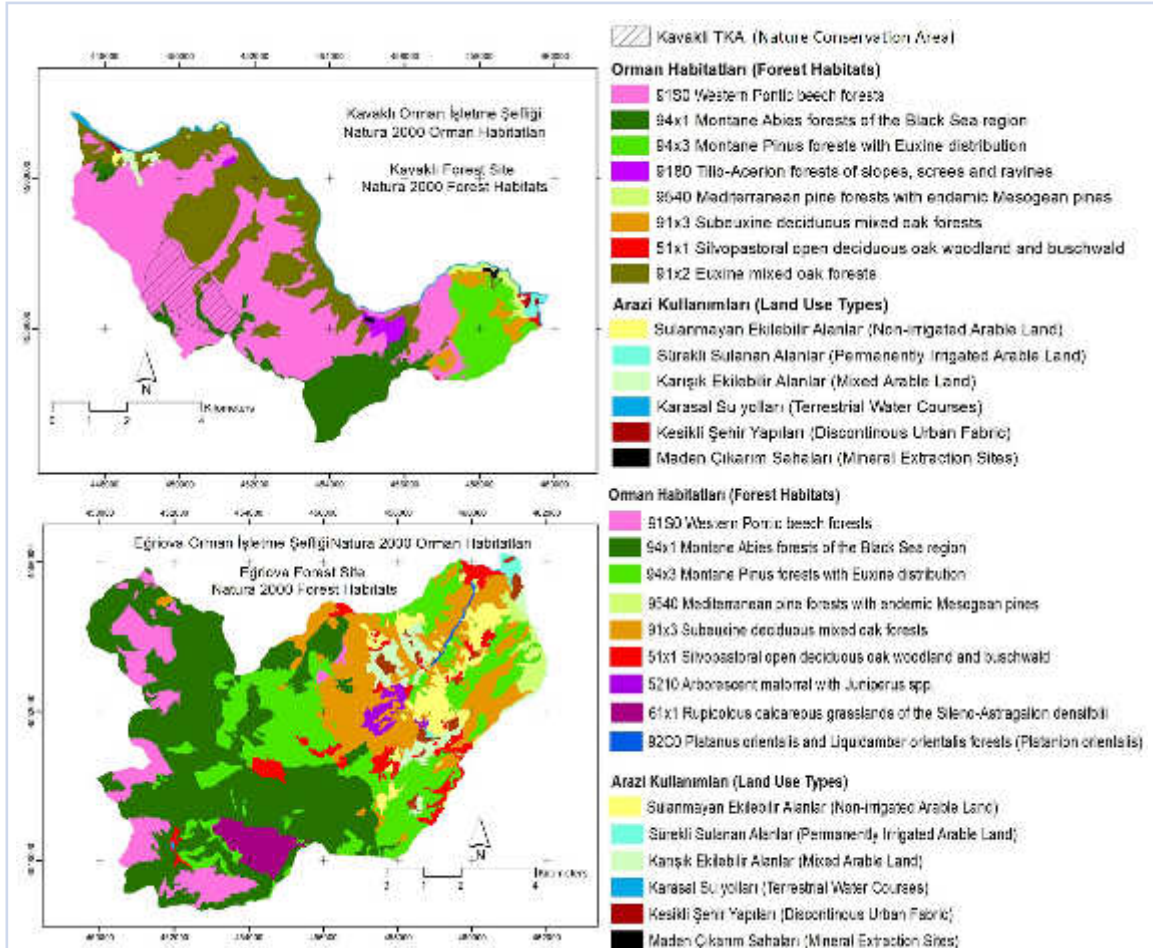 Kavaklı TKA (Nature Conservation Area)
Orman Habitatları (Forest Habitats)
91S0 Western Pontic beech forests
94x1 Montane Abies forests of the Black Sea region
94x3 Montane Pinus forests with Euxine distribution
9180 Tilio-Acerion forests of slopes, screes and ravines
9540 Mediterranean pine forests with endemic Mesogean pines
91x3 Subeuxine deciduous mixed oak forests
51x1 Silvopastoral open deciduous oak woodland and buschwald
91x2 Euxine mixed oak forests
Arazi Kullanımları (Land Use Types)
Sulanmayan Ekilebilir Alanlar (Non-irrigated Arable Land)
Sürekli Sulanan Alanlar (Permanently Irrigated Arable Land)
Karışık Ekilebilir Alanlar (Mixed Arable Land)
Karasal Su yolları (Terrestrial Water Courses)
Kesikli Şehir Yapıları (Discontinous Urban Fabric)
Maden Çıkarım Sahaları (Mineral Extraction Sites)
Kavaklı Orman İşletme Şefliği
Natura 2000 Orman Habitatları
Kavaklı Forest Site
Natura 2000 Forest Habitats
N
Kilometers
Eğriova Orman İşletme Şefliği Natura 2000 Orman Habitatları
Eğriova Forest Site
Natura 2000 Forest Habitats
N
Kilometers
Orman Habitatları (Forest Habitats)
91S0 Western Pontic beech forests
94x1 Montane Abies forests of the Black Sea region
94x3 Montane Pinus forests with Euxine distribution
9540 Mediterranean pine forests with endemic Mesogean pines
91x3 Subeuxine deciduous mixed oak forests
51x1 Silvopastoral open deciduous oak woodland and buschwald
5210 Arborescent matorral with Juniperus spp
61x1 Rupicolous calcareous grasslands of the Sileno-Astragalion densifolii
92C0 Platanus orientalis and Liquidambar orientalis forests (Platanion orientalis)
Arazi Kullanımları (Land Use Types)
Sulanmayan Ekilebilir Alanlar (Non-irrigated Arable Land)
Sürekli Sulanan Alanlar (Permanently Irrigated Arable Land)
Karışık Ekilebilir Alanlar (Mixed Arable Land)
Karasal Su yolları (Terrestrial Water Courses)
Kesikli Şehir Yapıları (Discontinous Urban Fabric)
Maden Çıkarım Sahaları (Mineral Extraction Sites)